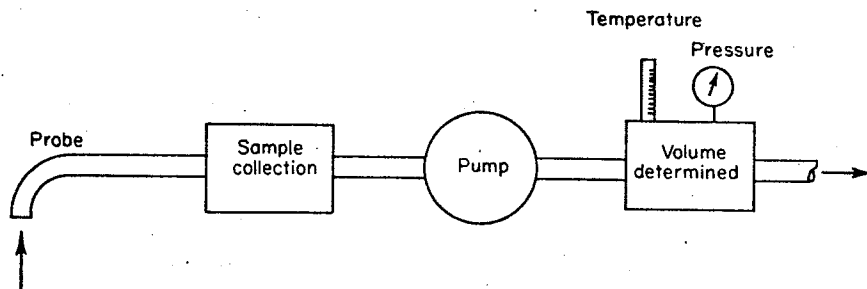 Temperature
Pressure
Probe
Sample
collection
Pump
Volume
determined